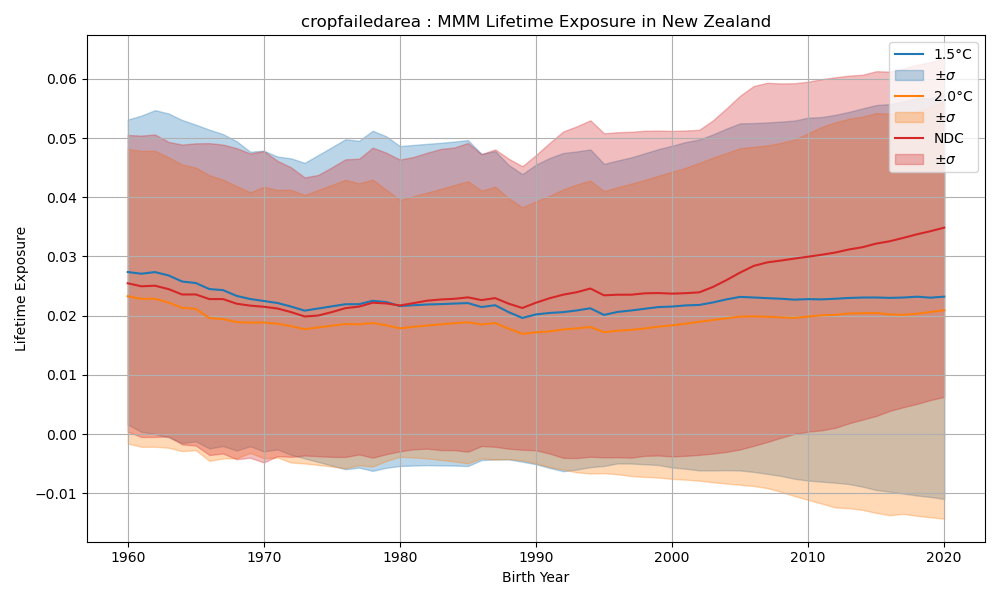 cropfailedarea : MMM Lifetime Exposure in New Zealand
1.5°C
±σ
2.0°C
±σ
NDC
±σ
0.06
0.05
0.04
0.03
0.02
0.01
0.00
−0.01
Lifetime Exposure
1960 1970 1980 1990 2000 2010 2020
Birth Year